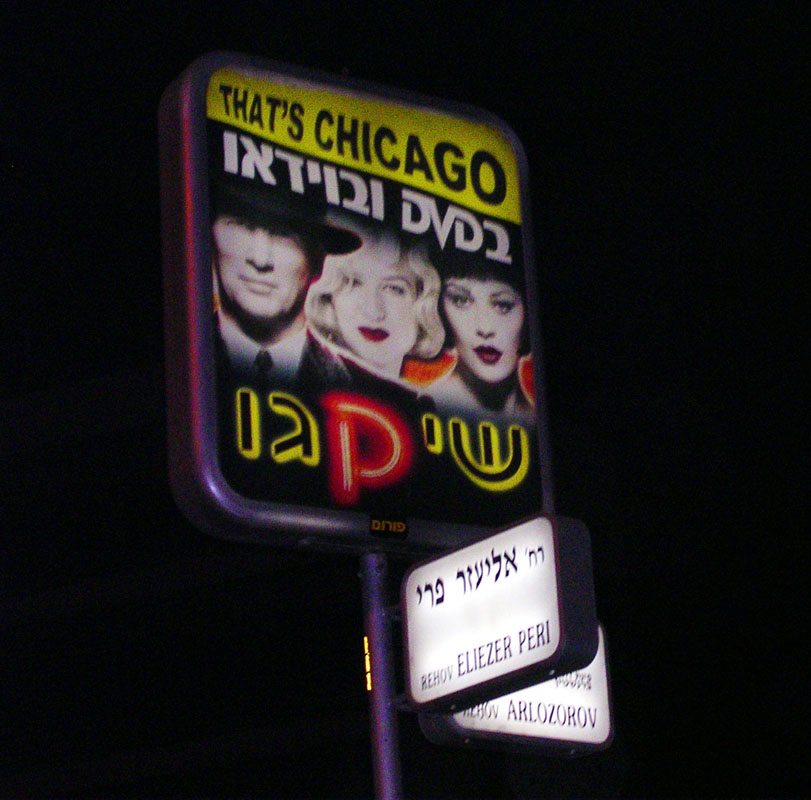 THAT'S CHICAGO
בDVD ובוידאו
שיקגו
פורום
רח' אליעזר פרי
REHOV ELIEZER PERI
REHOV ARLOZOROV